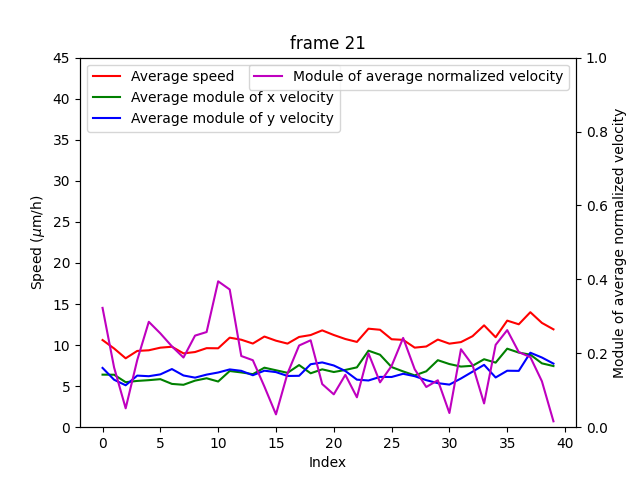 frame 21
Average speed
Average module of x velocity
Average module of y velocity
Module of average normalized velocity
45
40
35
30
25
20
15
10
5
0
Speed (μm/h)
1.0
0.8
0.6
0.4
0.2
0.0
Module of average normalized velocity
0 5 10 15 20 25 30 35 40
Index